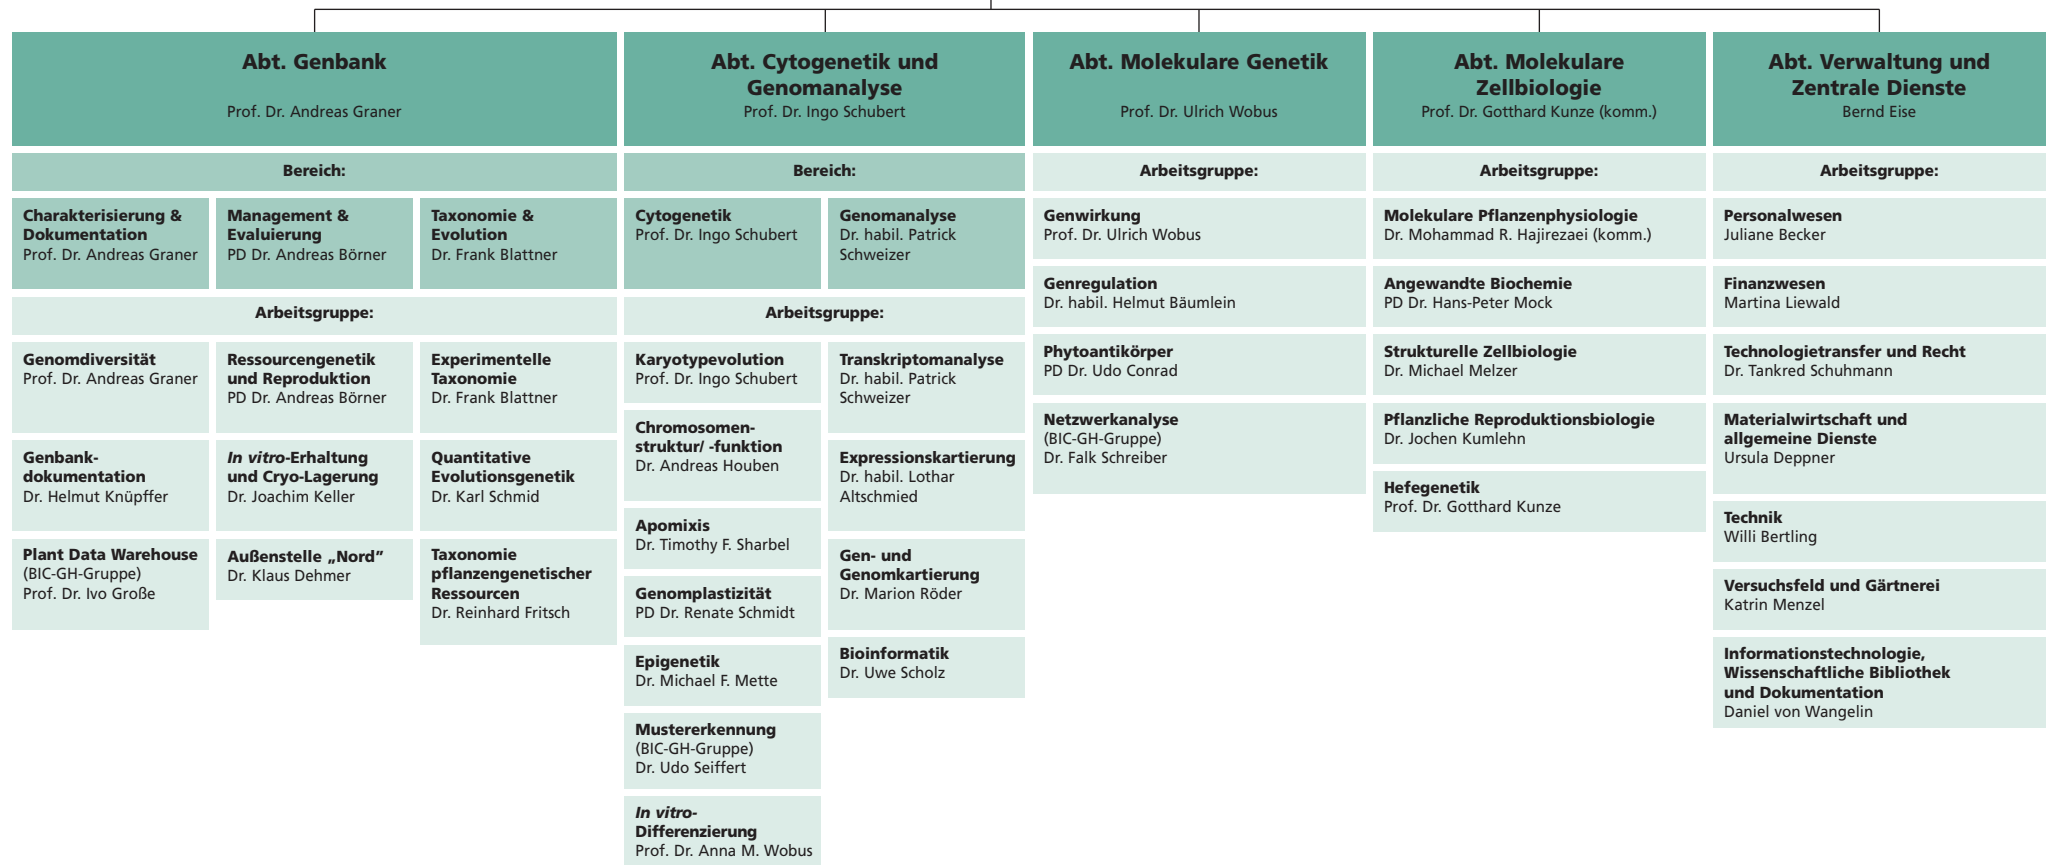 Abt. Genbank
Prof. Dr. Andreas Graner
Abt. Cytogenetik und
Genomanalyse
Prof. Dr. Ingo Schubert
Abt. Molekulare Genetik
Prof. Dr. Ulrich Wobus
Abt. Molekulare
Zellbiologie
Prof. Dr. Gotthard Kunze (komm.)
Abt. Verwaltung und
Zentrale Dienste
Bernd Eise
Bereich:
Charakterisierung &
Dokumentation
Prof. Dr. Andreas Graner
Management &
Evaluierung
PD Dr. Andreas Börner
Taxonomie &
Evolution
Dr. Frank Blattner
Arbeitsgruppe:
Genomdiversität
Prof. Dr. Andreas Graner
Genbank-
dokumentation
Dr. Helmut Knüpffer
Plant Data Warehouse
(BIC-GH-Gruppe)
Prof. Dr. Ivo Große
Ressourcengenetik
und Reproduktion
PD Dr. Andreas Börner
In vitro-Erhaltung
und Cryo-Lagerung
Dr. Joachim Keller
Außenstelle „Nord”
Dr. Klaus Dehmer
Experimentelle
Taxonomie
Dr. Frank Blattner
Quantitative
Evolutionsgenetik
Dr. Karl Schmid
Taxonomie
pflanzengenetischer
Ressourcen
Dr. Reinhard Fritsch
Bereich:
Cytogenetik
Prof. Dr. Ingo Schubert
Genomanalyse
Dr. habil. Patrick
Schweizer
Arbeitsgruppe:
Karyotypevolution
Prof. Dr. Ingo Schubert
Chromosomen-
struktur/ -funktion
Dr. Andreas Houben
Apomixis
Dr. Timothy F. Sharbel
Genomplastizität
PD Dr. Renate Schmidt
Epigenetik
Dr. Michael F. Mette
Mustererkennung
(BIC-GH-Gruppe)
Dr. Udo Seiffert
In vitro-
Differenzierung
Prof. Dr. Anna M. Wobus
Transkriptomanalyse
Dr. habil. Patrick
Schweizer
Expressionskartierung
Dr. habil. Lothar
Altschmied
Gen- und
Genomkartierung
Dr. Marion Röder
Bioinformatik
Dr. Uwe Scholz
Arbeitsgruppe:
Genwirkung
Prof. Dr. Ulrich Wobus
Genregulation
Dr. habil. Helmut Bäumlein
Phytoantikörper
PD Dr. Udo Conrad
Netzwerkanalyse
(BIC-GH-Gruppe)
Dr. Falk Schreiber
Arbeitsgruppe:
Molekulare Pflanzenphysiologie
Dr. Mohammad R. Hajirezaei (komm.)
Angewandte Biochemie
PD Dr. Hans-Peter Mock
Strukturelle Zellbiologie
Dr. Michael Melzer
Pflanzliche Reproduktionsbiologie
Dr. Jochen Kumlehn
Hefegenetik
Prof. Dr. Gotthard Kunze
Arbeitsgruppe:
Personalwesen
Juliane Becker
Finanzwesen
Martina Liewald
Technologietransfer und Recht
Dr. Tankred Schuhmann
Materialwirtschaft und
allgemeine Dienste
Ursula Deppner
Technik
Willi Bertling
Versuchsfeld und Gärtnerei
Katrin Menzel
Informationstechnologie,
Wissenschaftliche Bibliothek
und Dokumentation
Daniel von Wangelin